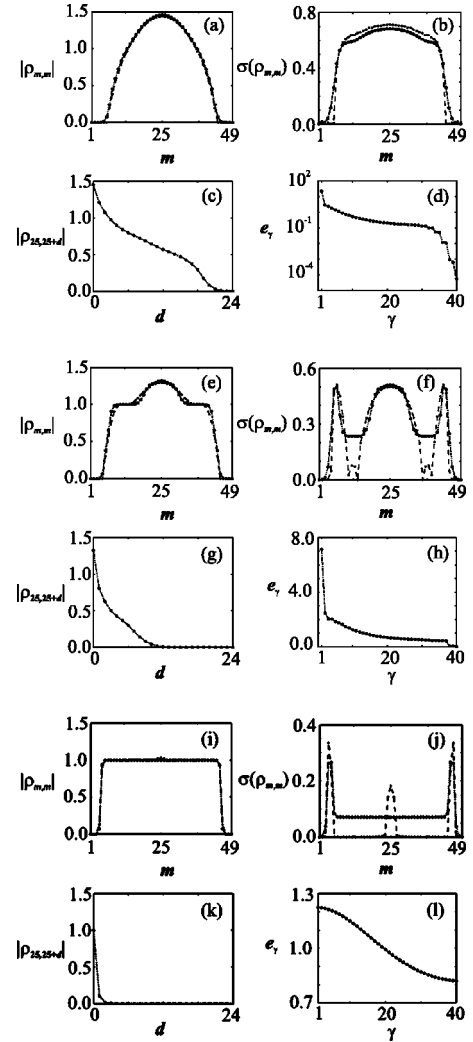 (a)
|ρm,m|
1.5
1.0
0.5
0.0
1 25 49
m
(b)
σ(ρm,m)
0.8
0.4
0.0
1 25 49
m
(c)
|ρ25,25+d|
1.5
1.0
0.5
0.0
0 24
d
(d)
eγ
10²
10⁻¹
10⁻⁴
1 20 40
γ
(e)
|ρm,m|
1.5
1.0
0.5
0.0
1 25 49
m
(f)
σ(ρm,m)
0.6
0.3
0.0
1 25 49
m
(g)
|ρ25,25+d|
1.5
1.0
0.5
0.0
0 24
d
(h)
eγ
8.0
4.0
0.0
1 20 40
γ
(i)
|ρm,m|
1.5
1.0
0.5
0.0
1 25 49
m
(j)
σ(ρm,m)
0.4
0.2
0.0
1 25 49
m
(k)
|ρ25,25+d|
1.5
1.0
0.5
0.0
0 24
d
(l)
eγ
1.3
1.0
0.7
1 20 40
γ